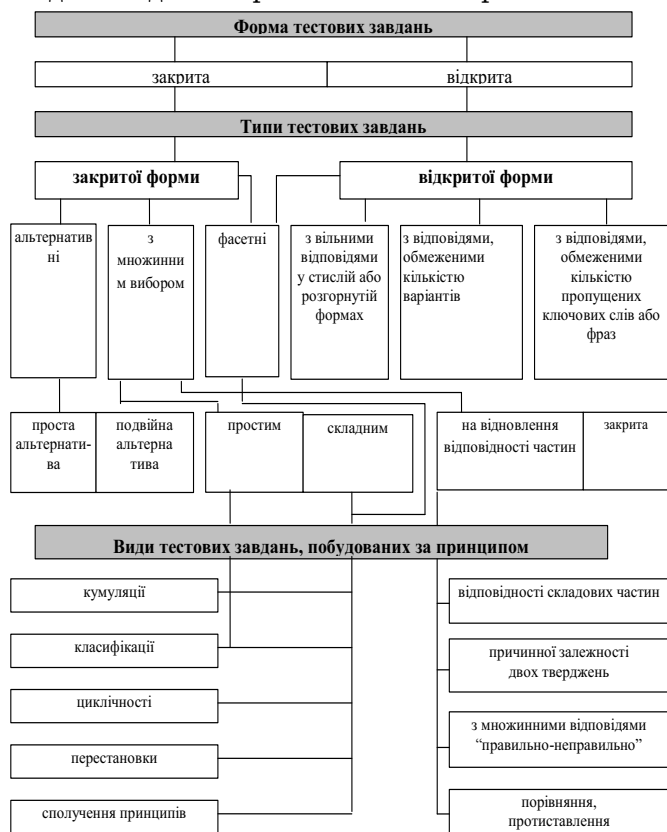 Форма тестових завдань
закрита
відкрита
Типи тестових завдань
закритої форми
відкритої форми
альтернатив
ні
з
множинни
м вибором
фасетні
з вільними
відповідями
у стислій або
розгорнутій
формах
з відповідями,
обмеженими
кількістю
варіантів
з відповідями,
обмеженими
кількістю
пропущених
ключових слів або
фраз
проста
альтернати-
ва
подвійна
альтерна
тива
простим
складним
на відновлення
відповідності частин
закрита
Види тестових завдань, побудованих за принципом
кумуляції
класифікації
циклічності
перестановки
сполучення принципів
відповідності складових частин
причинної залежності
двох тверджень
з множинними відповідями
“правильно-неправильно”
порівняння,
протиставлення